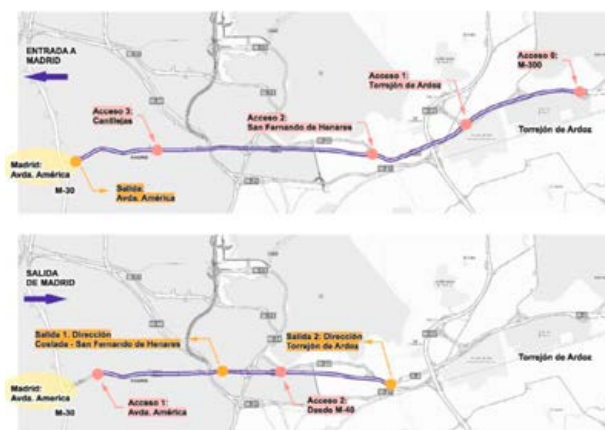 ENTRADA A
MADRID
Acceso 0:
M-300
Acceso 1:
Torrejón de Ardoz
Acceso 3:
Canillejas
Acceso 2:
San Fernando de Henares
Torrejón de Ardoz
Madrid:
Avda. América
M-30
Salida:
Avda. América
SALIDA
DE MADRID
Salida 1. Dirección
Coslada - San Fernando de Henares
Salida 2: Dirección
Torrejón de Ardoz
Torrejón de Ardoz
Madrid:
Avda. America
M-30
Acceso 1:
Avda. América
Acceso 2:
Desde M-40